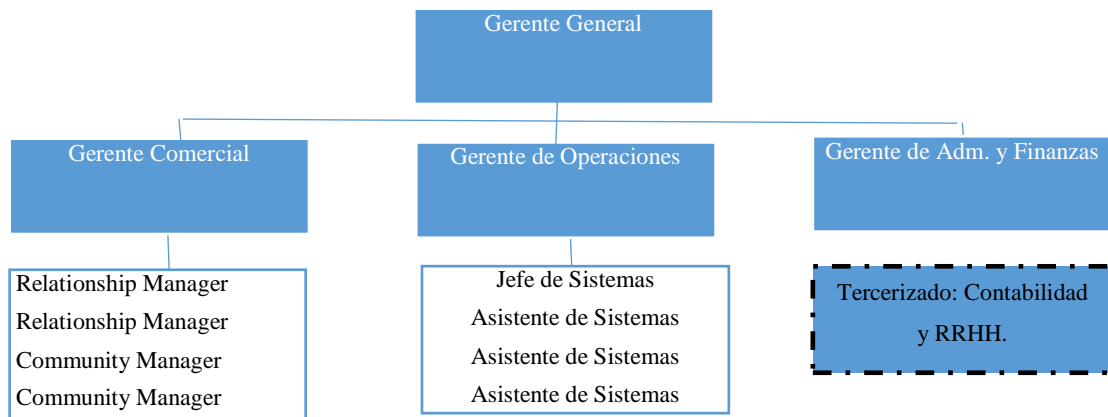 Gerente General
Gerente Comercial
Gerente de Operaciones
Gerente de Adm. y Finanzas
Relationship Manager
Relationship Manager
Community Manager
Community Manager
Jefe de Sistemas
Asistente de Sistemas
Asistente de Sistemas
Asistente de Sistemas
Tercerizado: Contabilidad
y RRHH.